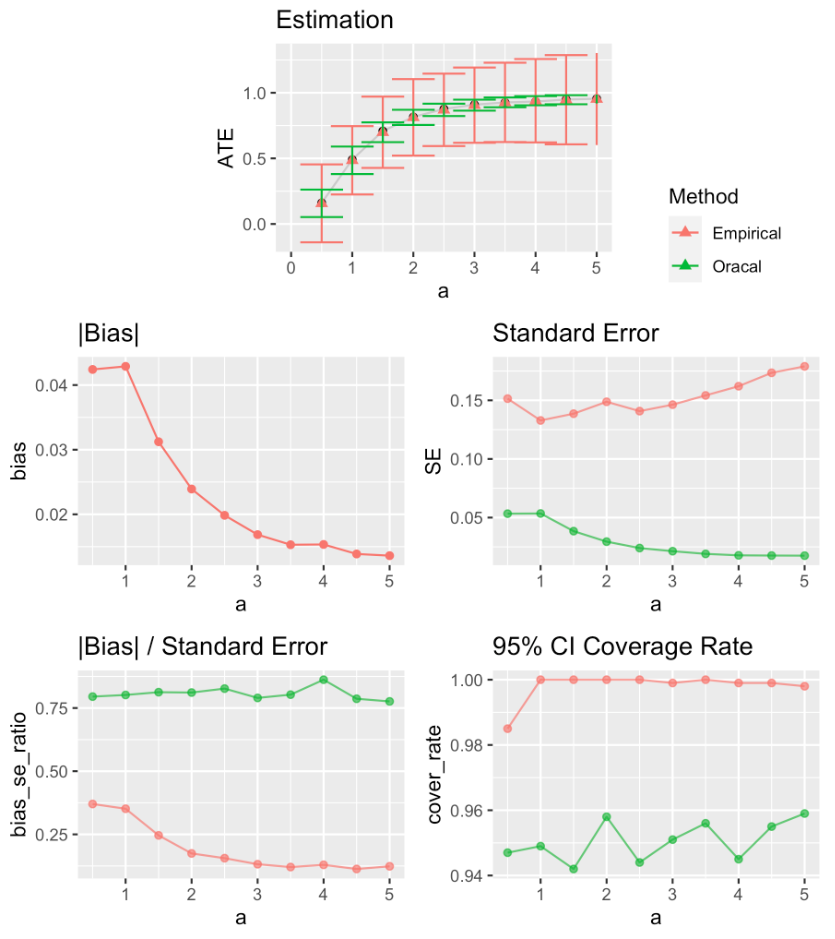 Estimation
ATE
1.0
0.5
0.0
0 1 2 3 4 5
a
Method
Empirical
Oracal
|Bias|
bias
0.04
0.03
0.02
1 2 3 4 5
a
Standard Error
SE
0.15
0.10
0.05
1 2 3 4 5
a
|Bias| / Standard Error
bias_se_ratio
0.75
0.50
0.25
1 2 3 4 5
a
95% CI Coverage Rate
cover_rate
1.00
0.98
0.96
0.94
1 2 3 4 5
a